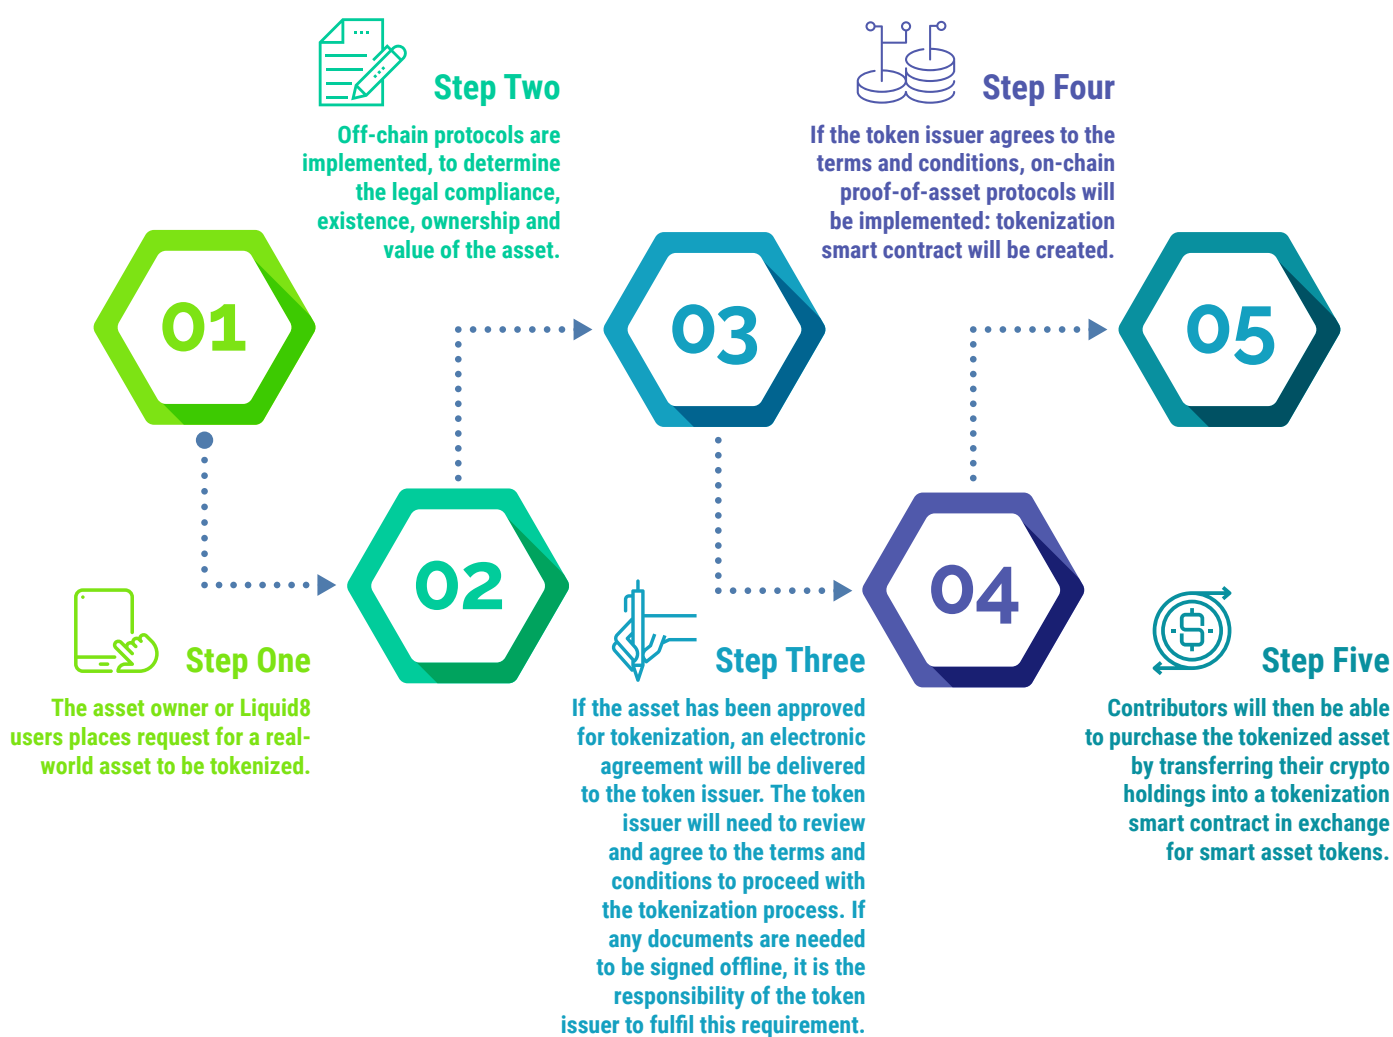 01
Step One
The asset owner or Liquid8
users places request for a real-
world asset to be tokenized.
02
Step Two
Off-chain protocols are
implemented, to determine
the legal compliance,
existence, ownership and
value of the asset.
03
Step Three
If the asset has been approved
for tokenization, an electronic
agreement will be delivered
to the token issuer. The token
issuer will need to review
and agree to the terms and
conditions to proceed with
the tokenization process. If
any documents are needed
to be signed offline, it is the
responsibility of the token
issuer to fulfil this requirement.
04
Step Four
If the token issuer agrees to the
terms and conditions, on-chain
proof-of-asset protocols will
be implemented: tokenization
smart contract will be created.
05
Step Five
Contributors will then be able
to purchase the tokenized asset
by transferring their crypto
holdings into a tokenization
smart contract in exchange
for smart asset tokens.